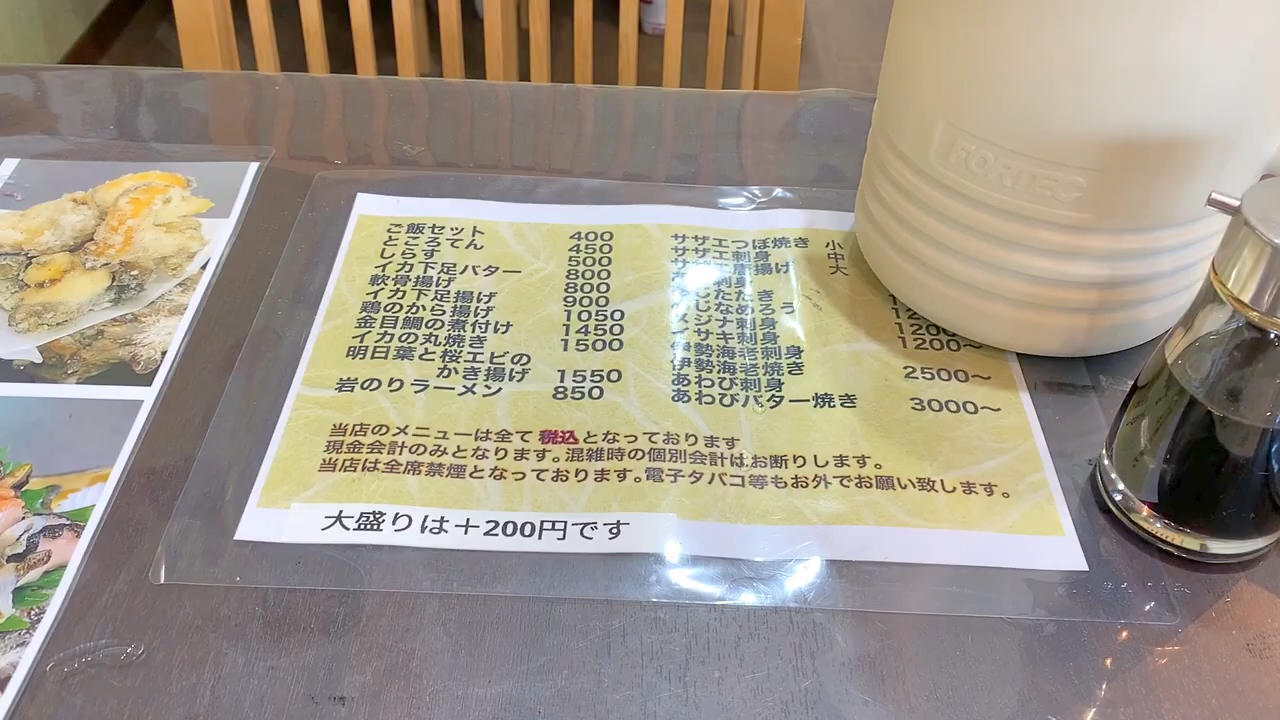 ご飯セット 400
ところてん 450
しらす 500
イカ下足バター 800
軟骨揚げ 800
イカ下足揚げ 900
鶏のから揚げ 1050
金目鯛の煮付け 1450
イカの丸焼き 1500
明日葉と桜エビの
かき揚げ 1550
岩のりラーメン 850
サザエつぼ焼き 小
サザエ刺身 中
揚げ 大
刺身
刺身
伊勢海老刺身 1200~
伊勢海老焼き
あわび刺身 2500~
あわびバター焼き 3000~
当店のメニューは全て税込となっております
現金会計のみとなります。混雑時の個別会計はお断りします。
当店は全席禁煙となっております。電子タバコ等もお外でお願い致します。
大盛りは+200円です
FORTEC